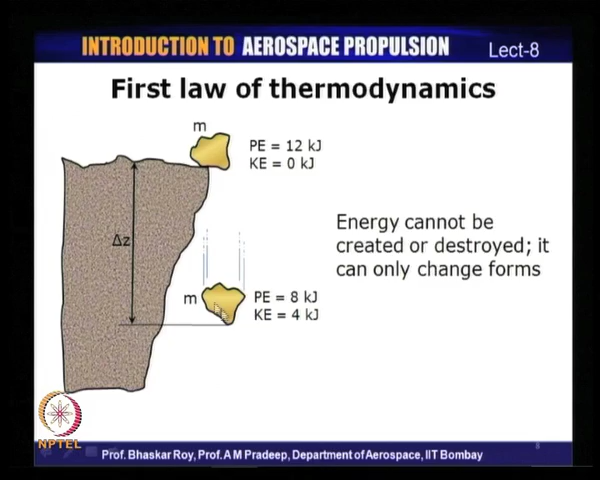 INTRODUCTION TO AEROSPACE PROPULSION
Lect-8
First law of thermodynamics
m
PE = 12 kJ
KE = 0 kJ
Δz
Energy cannot be
created or destroyed; it
can only change forms
m
PE = 8 kJ
KE = 4 kJ
NPTEL
8
Prof. Bhaskar Roy, Prof. A M Pradeep, Department of Aerospace, IIT Bombay